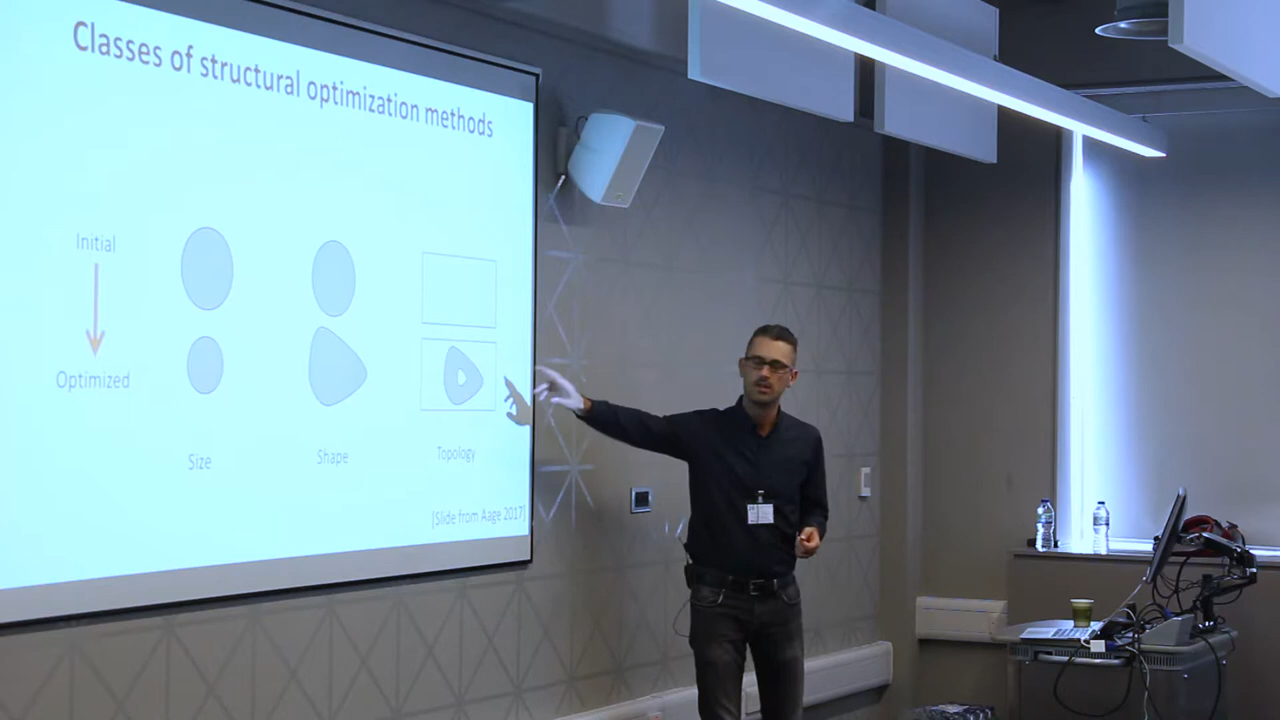 Classes of structural optimization methods
Initial
Optimized
Size
Shape
Topology
[Slide from Aage 2017]